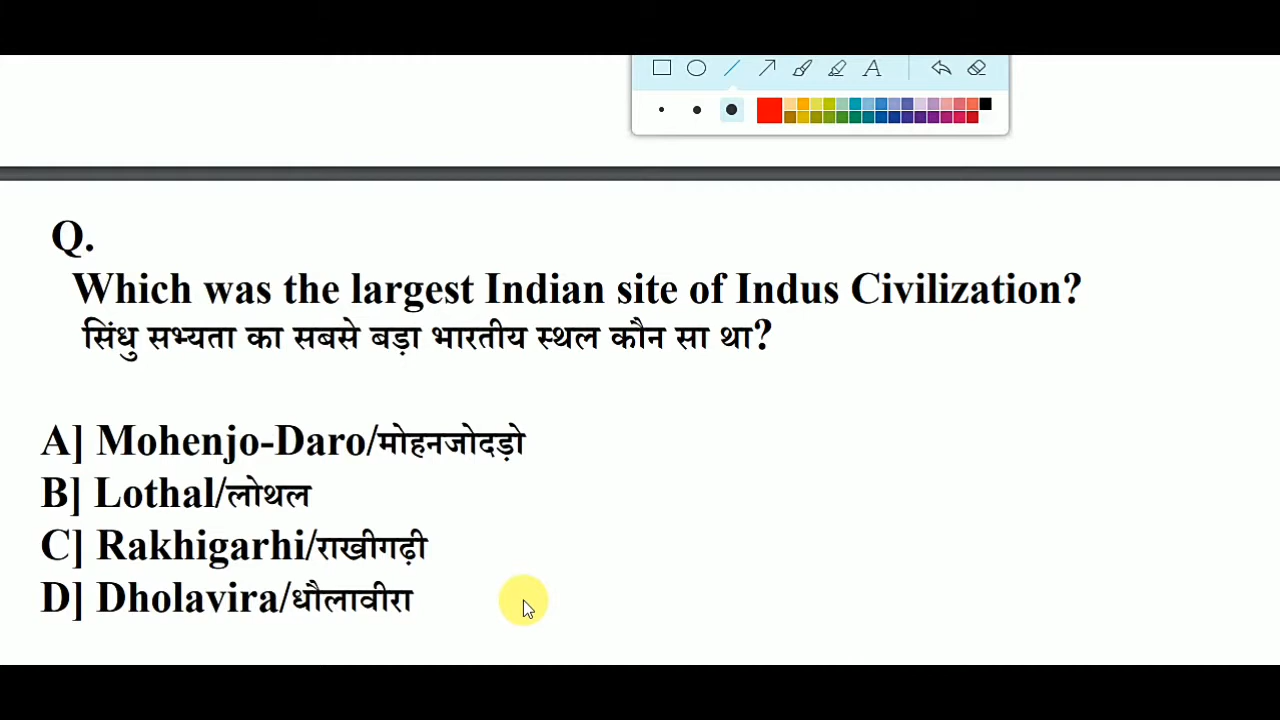 Q.
Which was the largest Indian site of Indus Civilization?
सिंधु सभ्यता का सबसे बड़ा भारतीय स्थल कौन सा था?
A] Mohenjo-Daro/मोहनजोदड़ो
B] Lothal/लोथल
C] Rakhigarhi/राखीगढ़ी
D] Dholavira/धौलावीरा